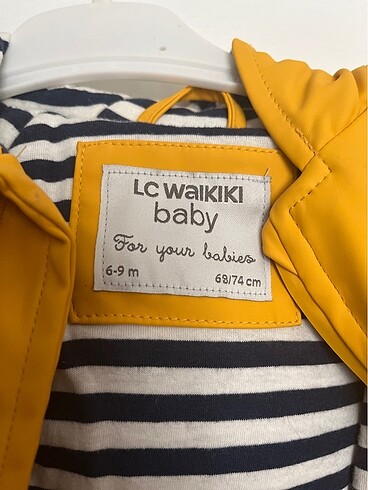 LC WAIKIKI
baby
For your babies
6-9 m
68/74 cm